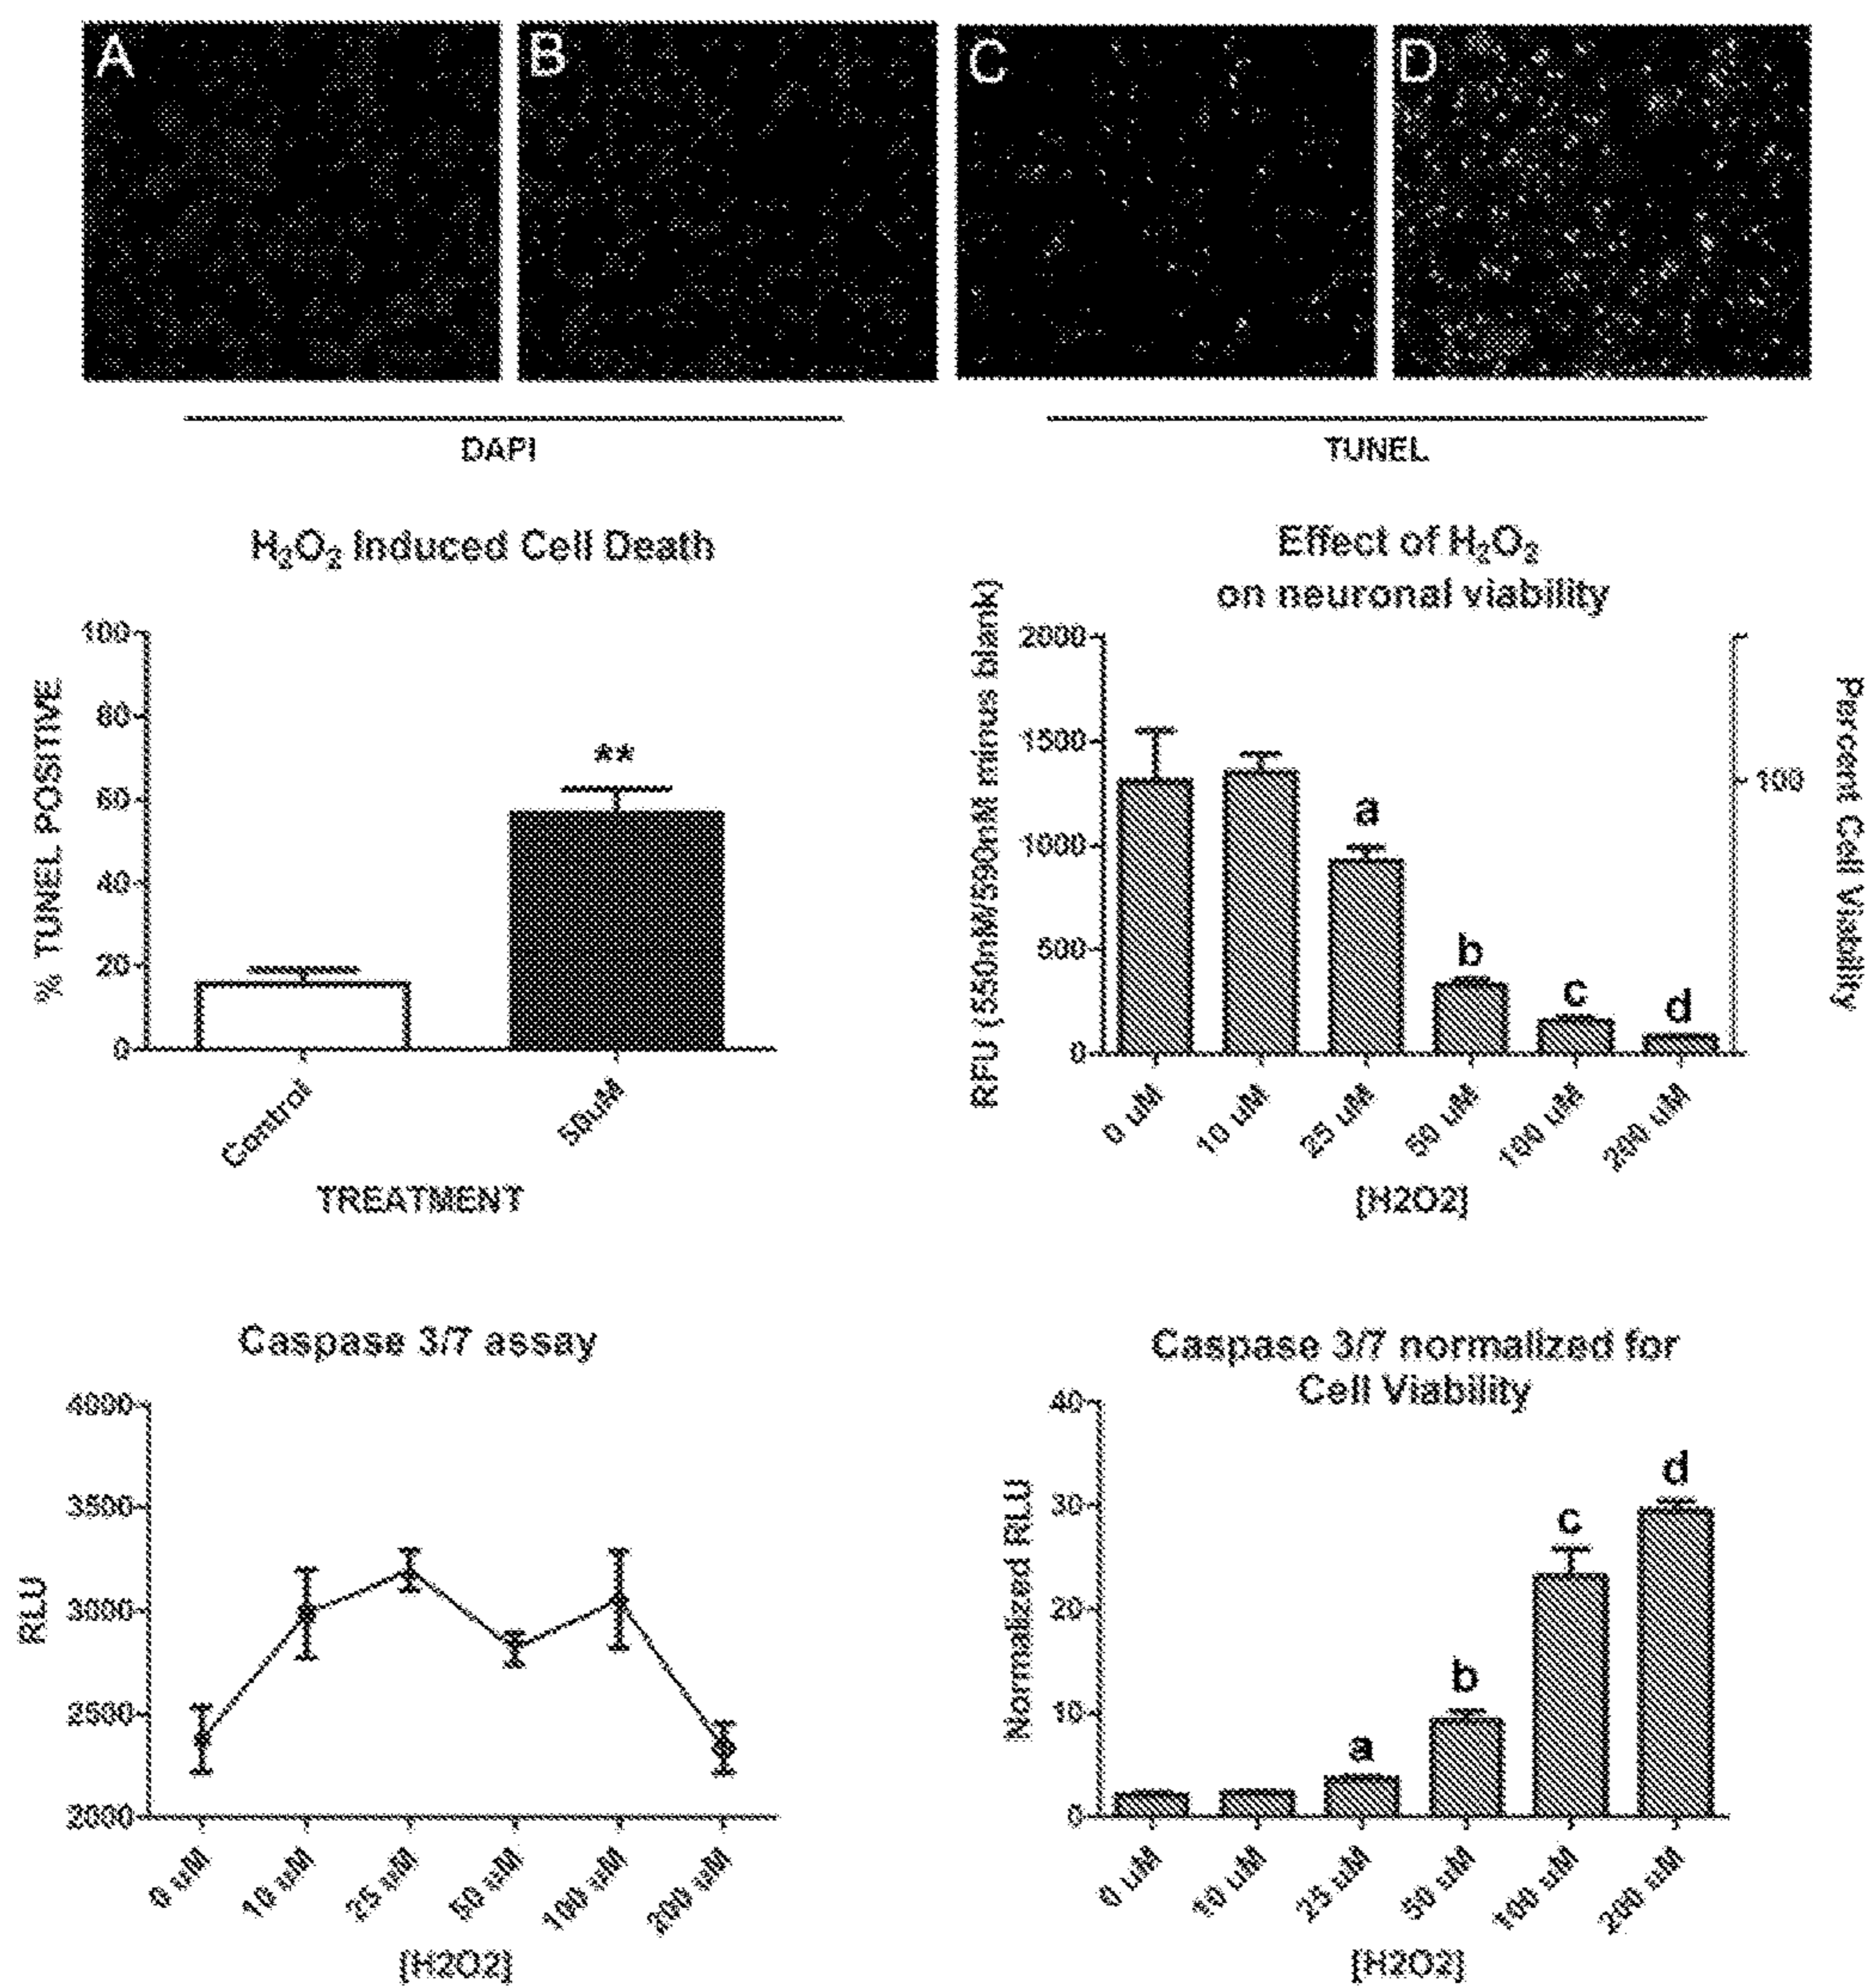 A B C D
DAPI TUNEL
H₂O₂ Induced Cell Death
% TUNEL POSITIVE
100
80
60
40
20
0
**
Control 50uM
TREATMENT
Effect of H₂O₂
on neuronal viability
RFU (550nM/590nM minus blank)
2000
1500
1000
500
0
a
b
c
d
100
Percent Cell Viability
0 uM 10 uM 25 uM 50 uM 100 uM 200 uM
[H2O2]
Caspase 3/7 assay
RLU
4000
3500
3000
2500
2000
0 uM 10 uM 25 uM 50 uM 100 uM 200 uM
[H2O2]
Caspase 3/7 normalized for
Cell Viability
Normalized RLU
40
30
20
10
0
a
b
c
d
0 uM 10 uM 25 uM 50 uM 100 uM 200 uM
[H2O2]